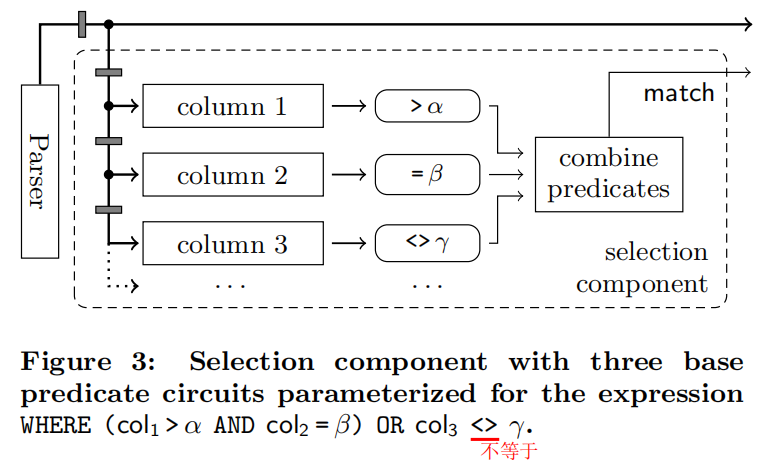 Parser
column 1
> α
match
column 2
= β
combine
predicates
column 3
<> γ
selection
component
...
...
Figure 3: Selection component with three base
predicate circuits parameterized for the expression
WHERE (col₁ > α AND col₂ = β) OR col₃ <> γ.
不等于